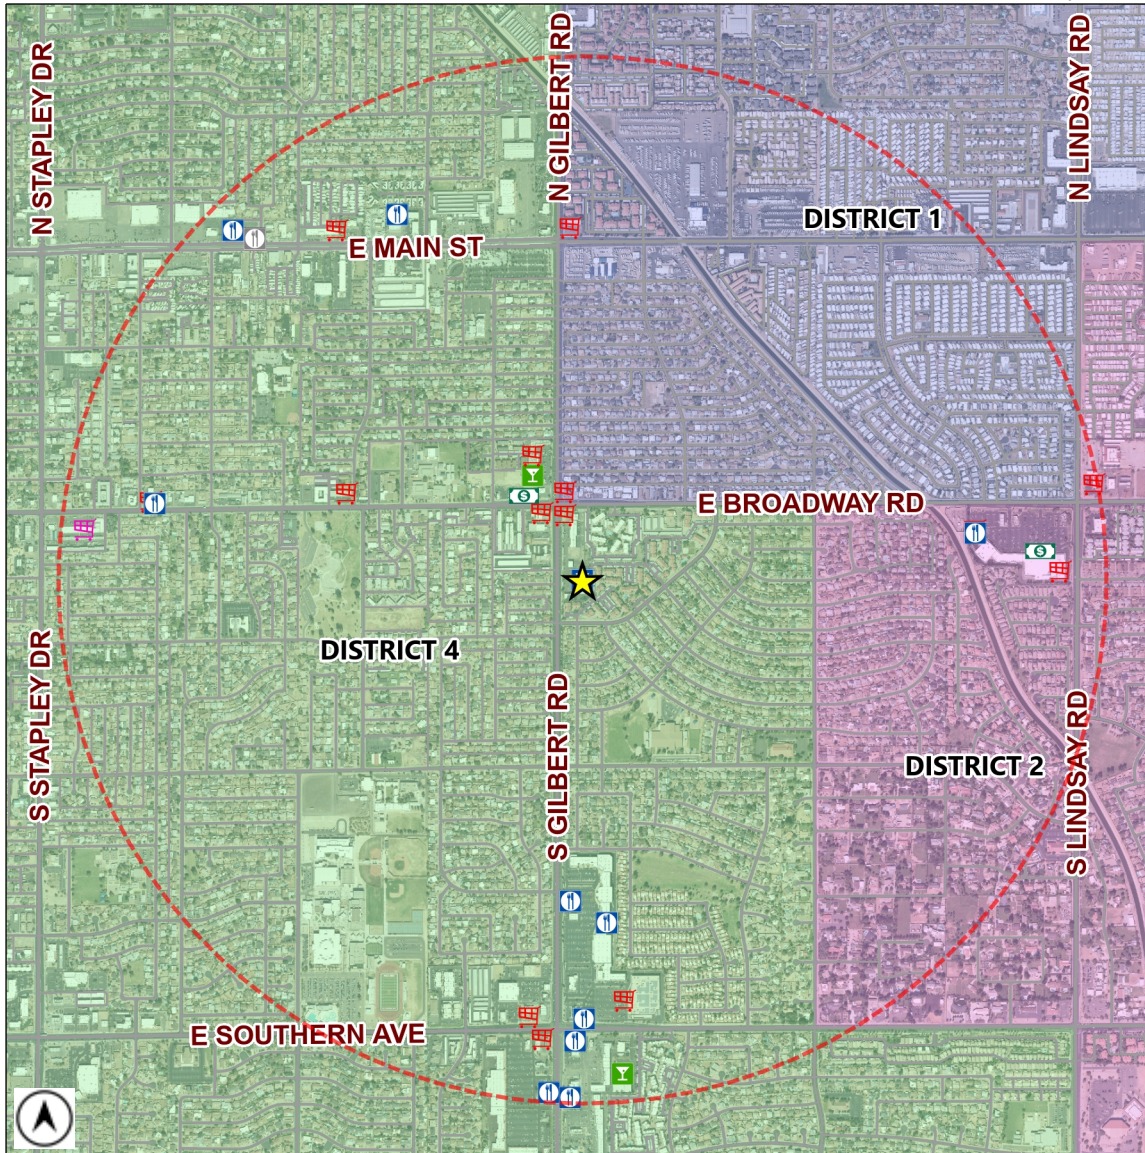 N STAPLEY DR
N GILBERT RD
N LINDSAY RD
DISTRICT 1
E MAIN ST
E BROADWAY RD
DISTRICT 4
S STAPLEY DR
S GILBERT RD
DISTRICT 2
S LINDSAY RD
E SOUTHERN AVE
$
$